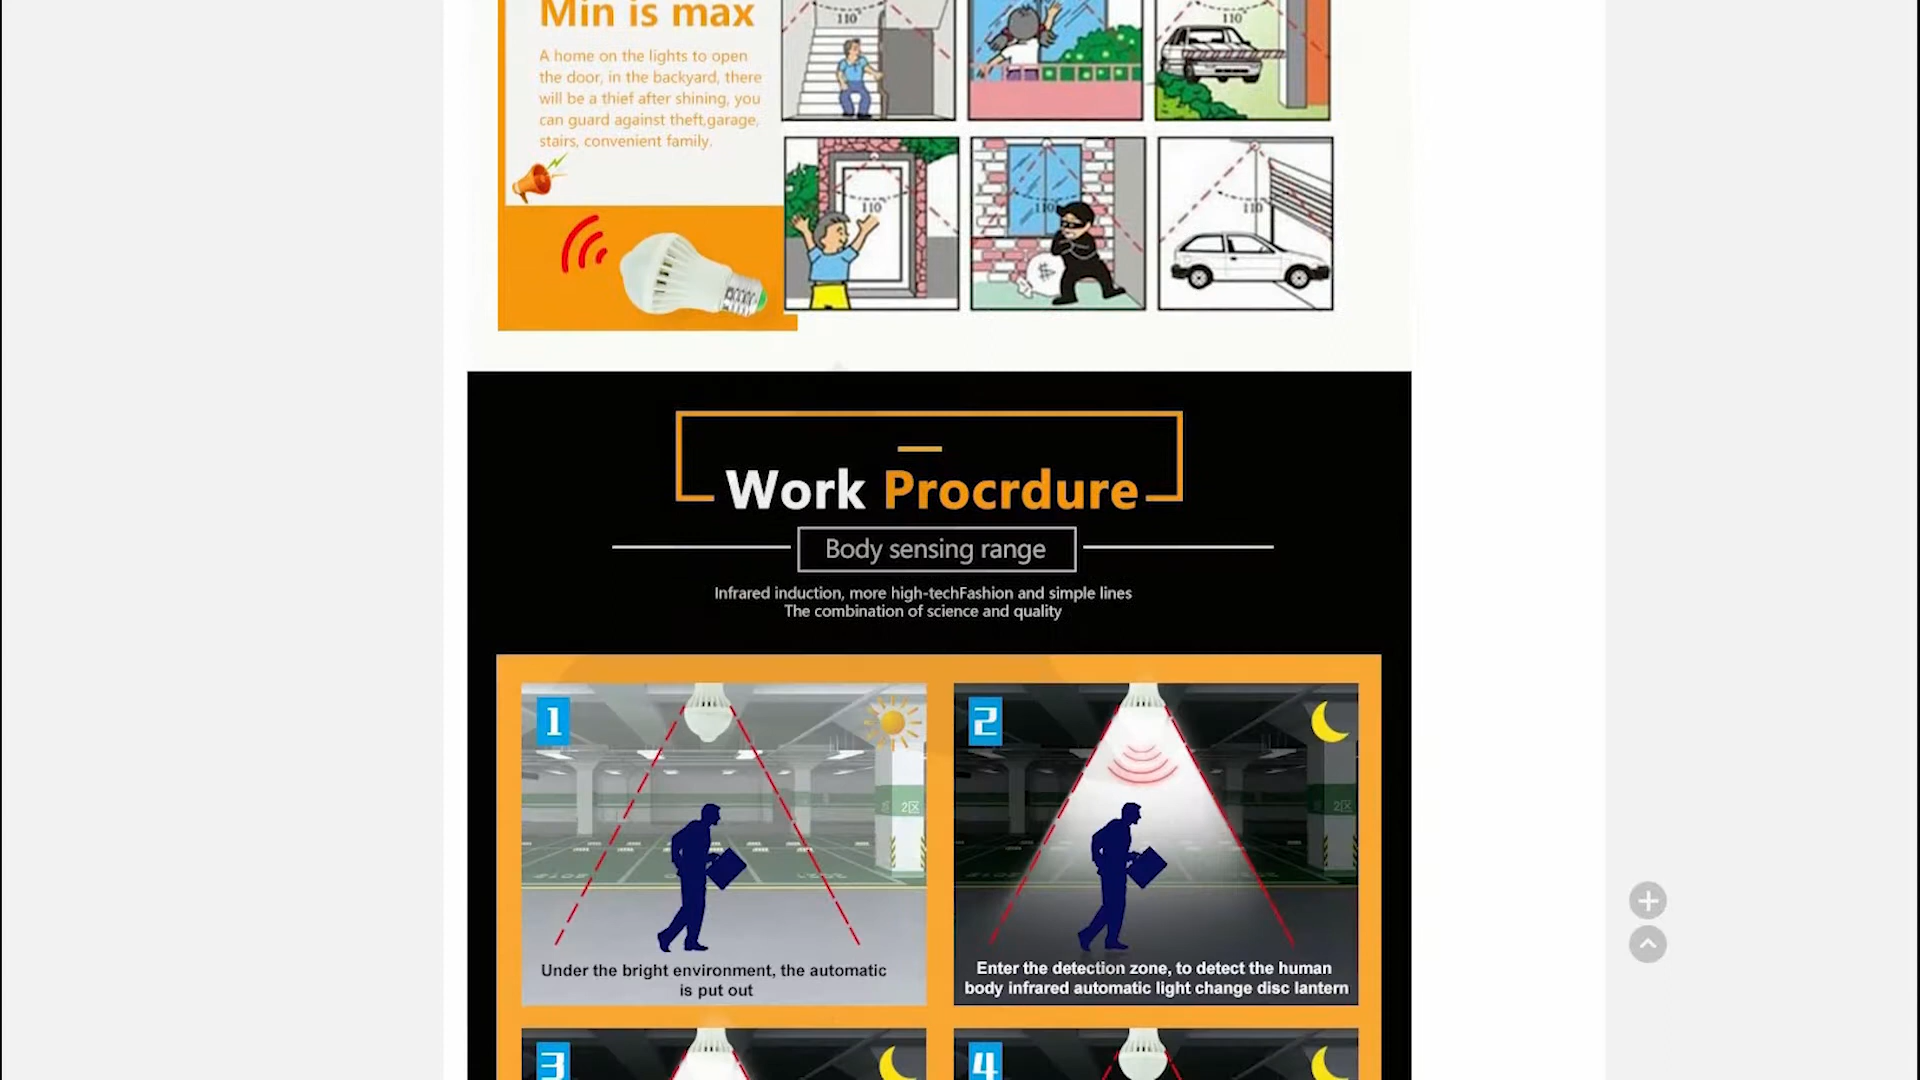 Min is max
A home on the lights to open
the door, in the backyard, there
will be a thief after shining, you
can guard against theft,garage,
stairs, convenient family.
110
110
110°
110
110
$
Work Procrdure
Body sensing range
Infrared induction, more high-techFashion and simple lines
The combination of science and quality
1
2区
Under the bright environment, the automatic
is put out
2
2区
Enter the detection zone, to detect the human
body infrared automatic light change disc lantern
3
4